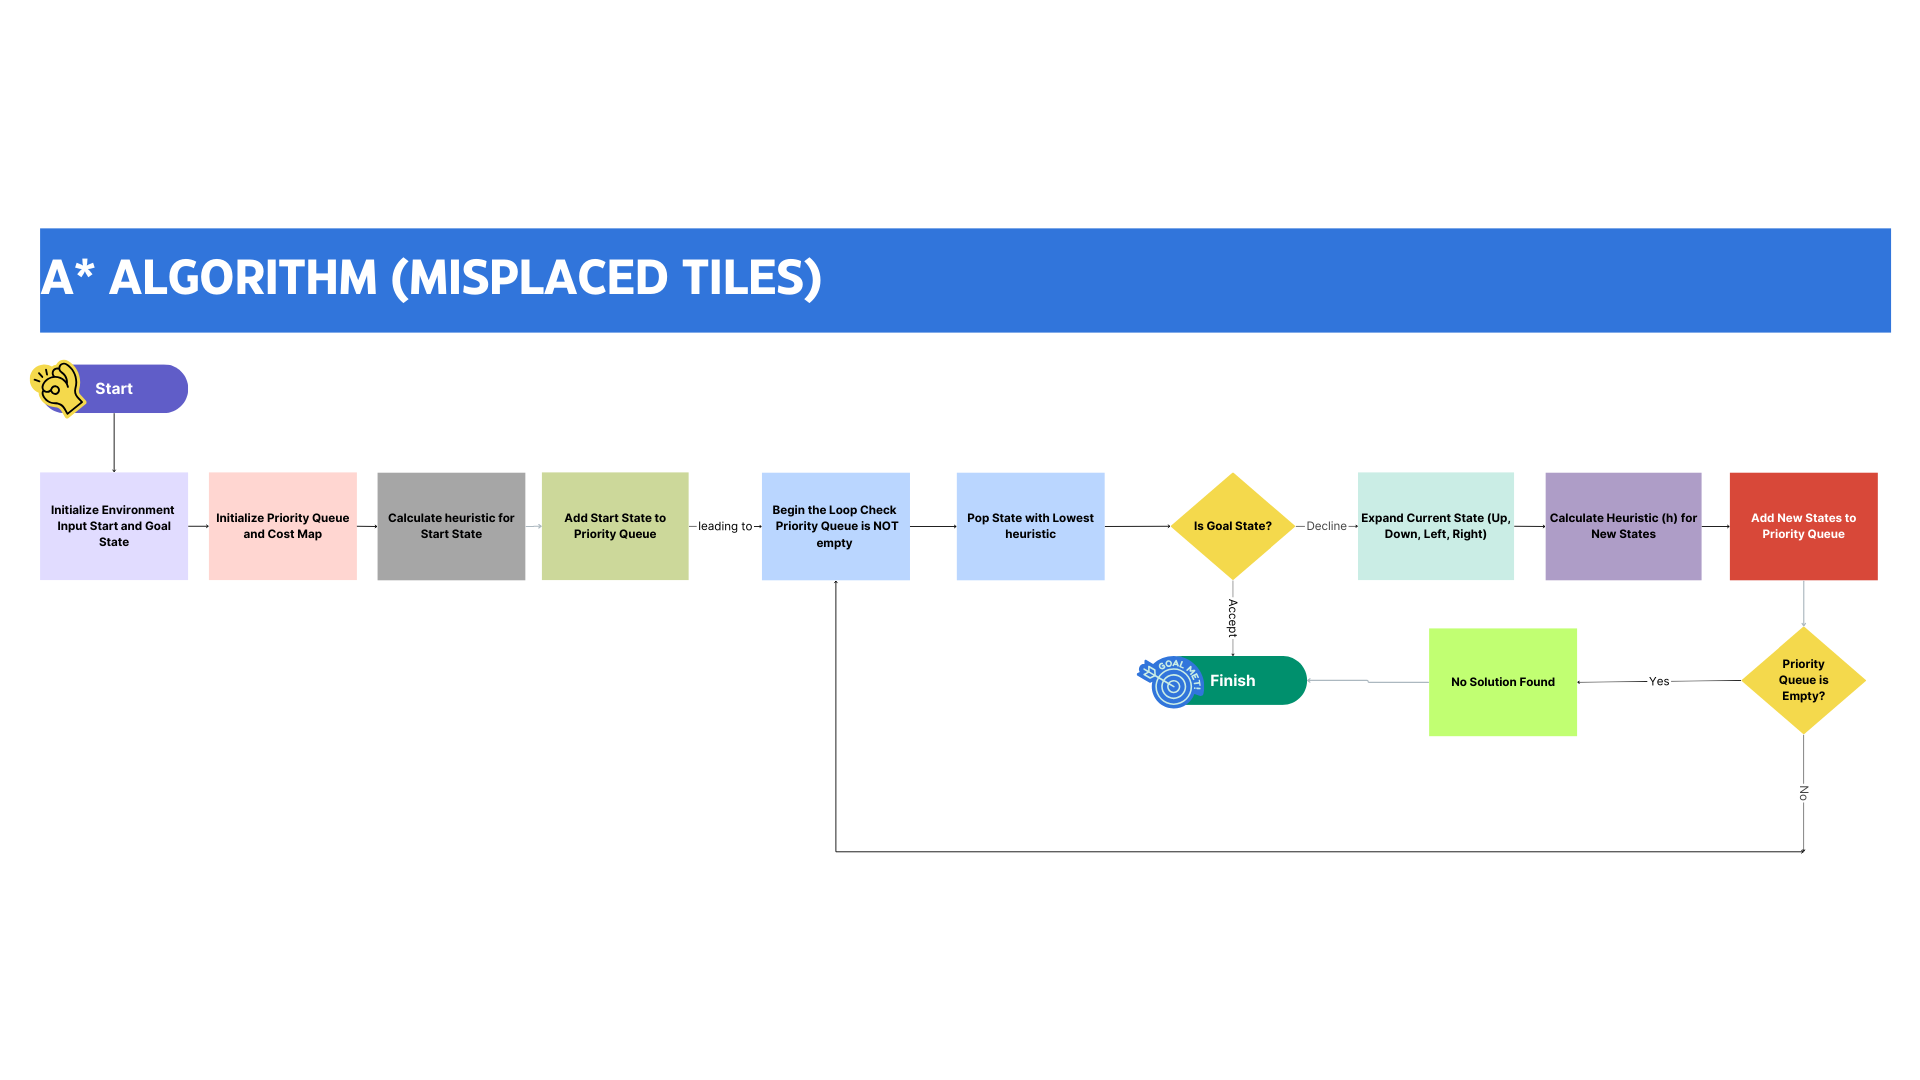 A* ALGORITHM (MISPLACED TILES)
Start
Initialize Environment
Input Start and Goal
State
Initialize Priority Queue
and Cost Map
Calculate heuristic for
Start State
Add Start State to
Priority Queue
leading to
Begin the Loop Check
Priority Queue is NOT
empty
Pop State with Lowest
heuristic
Is Goal State?
Decline
Expand Current State (Up,
Down, Left, Right)
Calculate Heuristic (h) for
New States
Add New States to
Priority Queue
Accept
GOAL MET!
Finish
No Solution Found
Yes
Priority
Queue is
Empty?
No